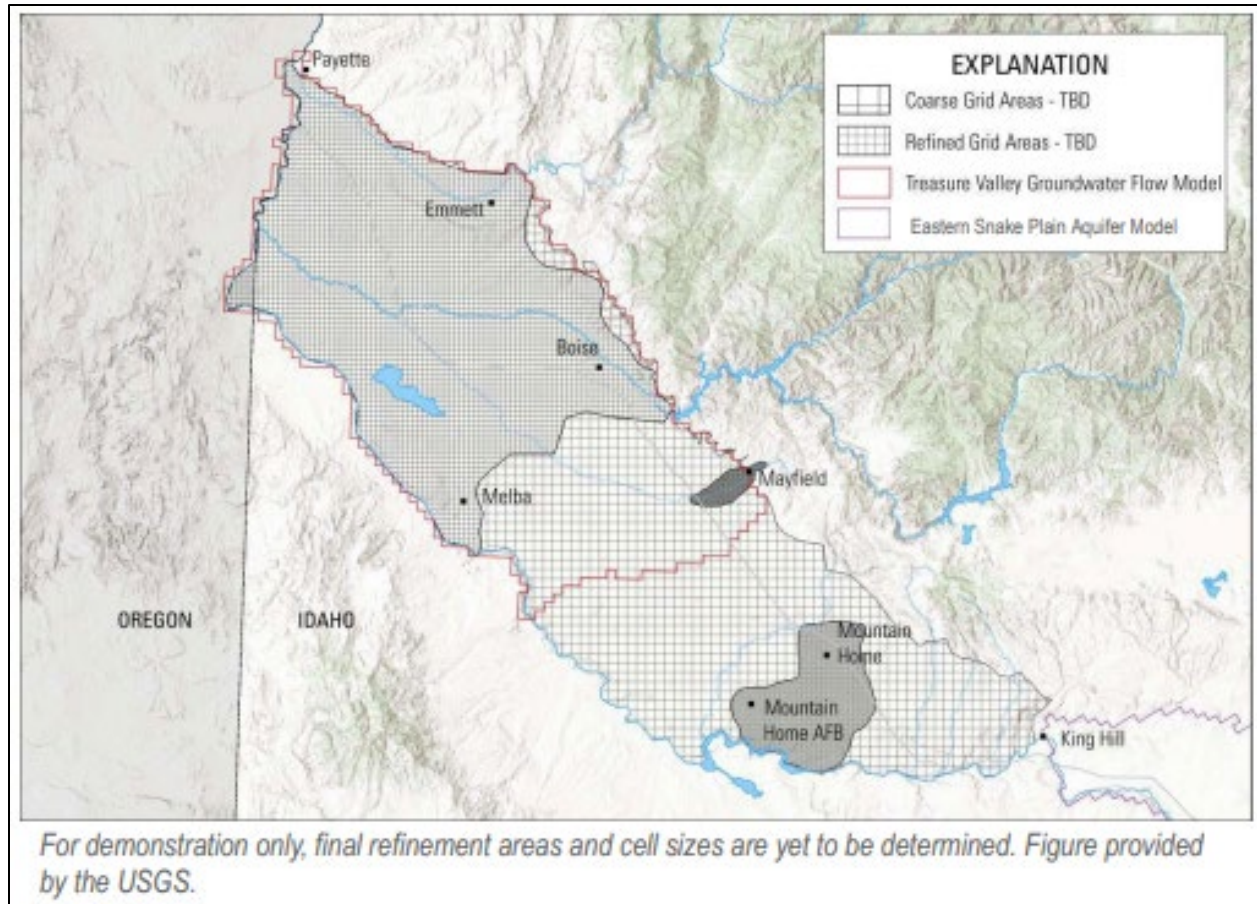 EXPLANATION
Coarse Grid Areas - TBD
Refined Grid Areas - TBD
Treasure Valley Groundwater Flow Model
Eastern Snake Plain Aquifer Model
Payette
Emmett
Boise
Mayfield
Melba
OREGON
IDAHO
Mountain
Home
Mountain
Home AFB
King Hill
For demonstration only, final refinement areas and cell sizes are yet to be determined. Figure provided
by the USGS.